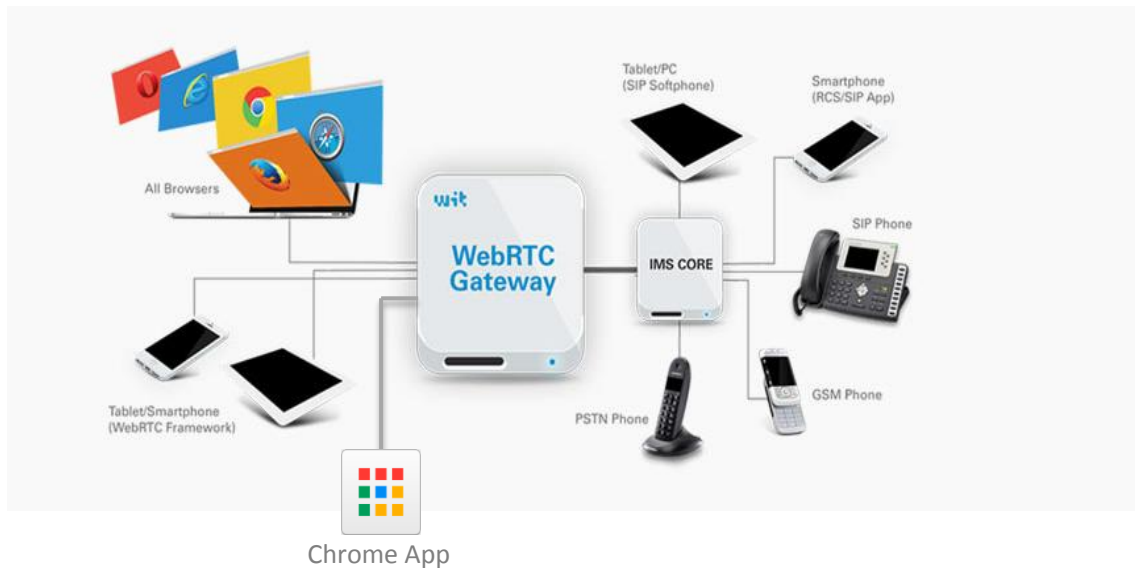 Tablet/PC
(SIP Softphone)
Smartphone
(RCS/SIP App)
All Browsers
wit
WebRTC
Gateway
IMS CORE
SIP Phone
Tablet/Smartphone
(WebRTC Framework)
PSTN Phone
GSM Phone
Chrome App